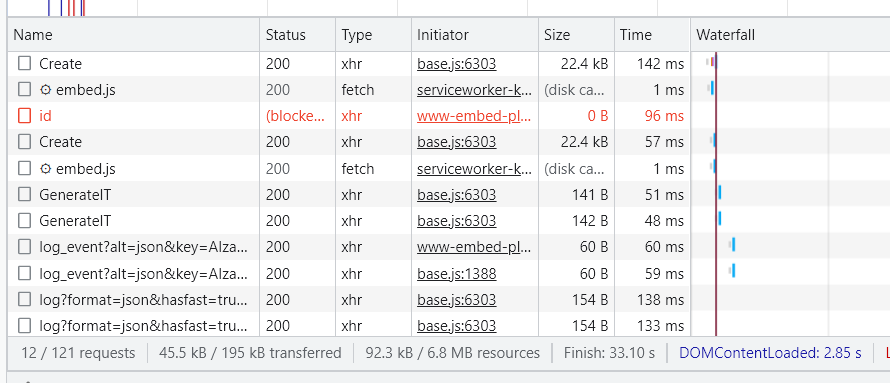 Name Status Type Initiator Size Time Waterfall
Create 200 xhr base.js:6303 22.4 kB 142 ms
embed.js 200 fetch serviceworker-k... (disk ca... 1 ms
id (blocke... xhr www-embed-pl... 0 B 96 ms
Create 200 xhr base.js:6303 22.4 kB 57 ms
embed.js 200 fetch serviceworker-k... (disk ca... 1 ms
GenerateIT 200 xhr base.js:6303 141 B 51 ms
GenerateIT 200 xhr base.js:6303 142 B 48 ms
log_event?alt=json&key=AIza... 200 xhr www-embed-pl... 60 B 60 ms
log_event?alt=json&key=AIza... 200 xhr base.js:1388 60 B 59 ms
log?format=json&hasfast=tru... 200 xhr base.js:6303 154 B 138 ms
log?format=json&hasfast=tru... 200 xhr base.js:6303 154 B 133 ms
12 / 121 requests 45.5 kB / 195 kB transferred 92.3 kB / 6.8 MB resources Finish: 33.10 s DOMContentLoaded: 2.85 s L